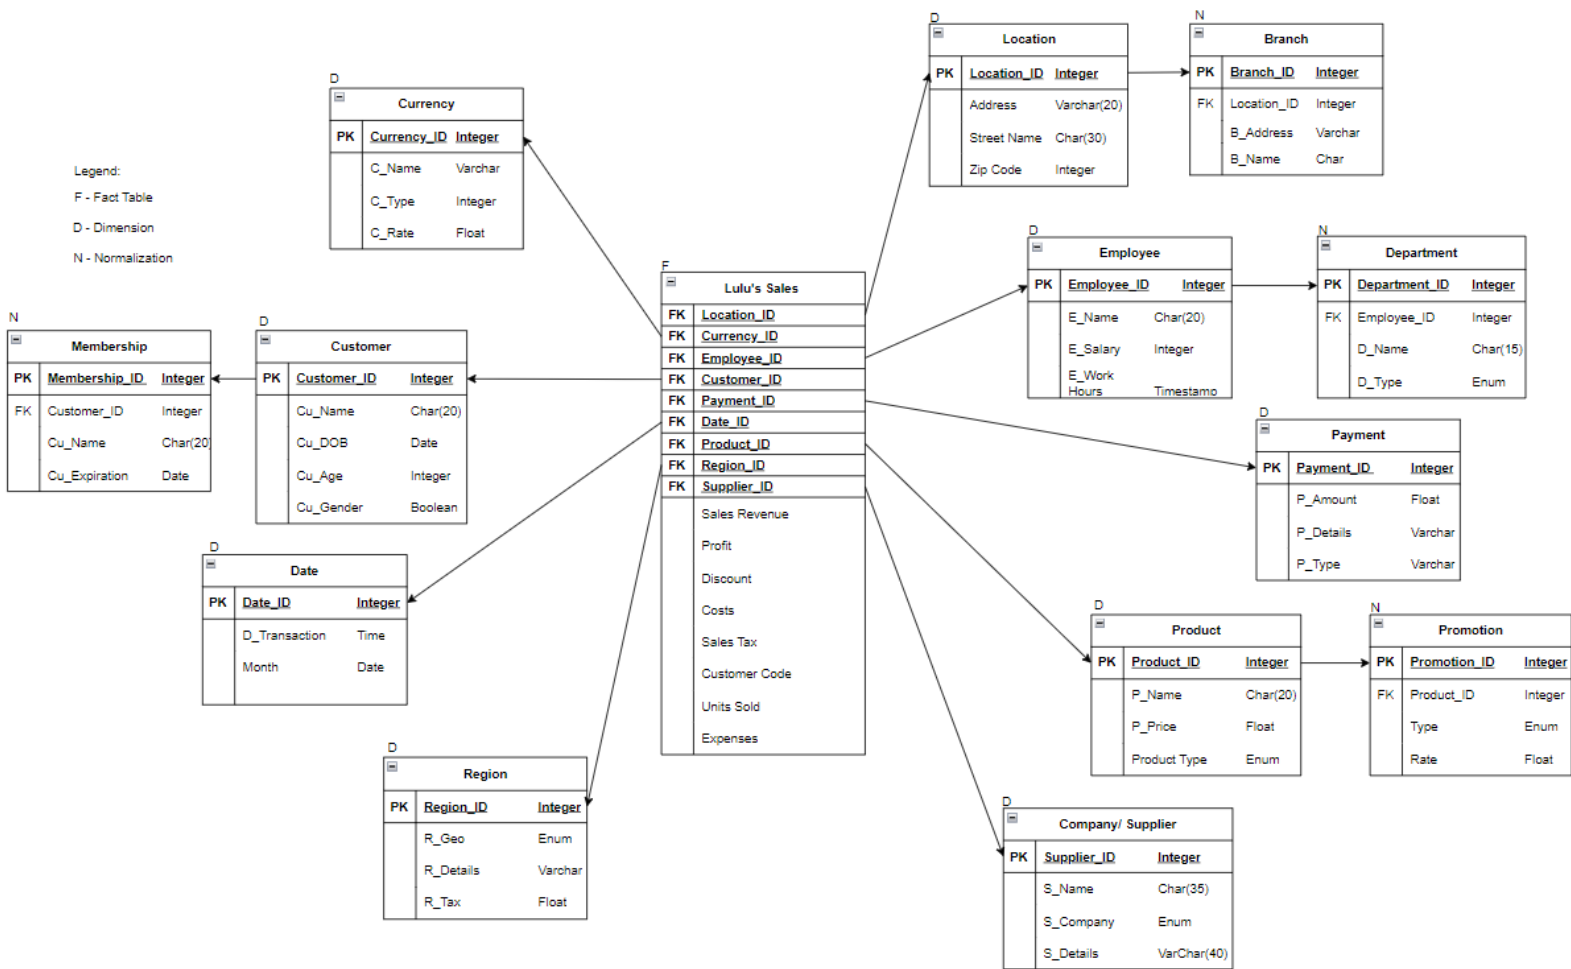 D
Location
PK Location_ID Integer
Address Varchar(20)
Street Name Char(30)
Zip Code Integer
N
Branch
PK Branch_ID Integer
FK Location_ID Integer
B_Address Varchar
B_Name Char
D
Currency
PK Currency_ID Integer
C_Name Varchar
C_Type Integer
C_Rate Float
Legend:
F - Fact Table
D - Dimension
N - Normalization
D
Employee
PK Employee_ID Integer
E_Name Char(20)
E_Salary Integer
E_Work
Hours Timestamo
N
Department
PK Department_ID Integer
FK Employee_ID Integer
D_Name Char(15)
D_Type Enum
F
Lulu's Sales
FK Location_ID
FK Currency_ID
FK Employee_ID
FK Customer_ID
FK Payment_ID
FK Date_ID
FK Product_ID
FK Region_ID
FK Supplier_ID
Sales Revenue
Profit
Discount
Costs
Sales Tax
Customer Code
Units Sold
Expenses
N
Membership
PK Membership_ID Integer
FK Customer_ID Integer
Cu_Name Char(20)
Cu_Expiration Date
D
Customer
PK Customer_ID Integer
Cu_Name Char(20)
Cu_DOB Date
Cu_Age Integer
Cu_Gender Boolean
D
Payment
PK Payment_ID Integer
P_Amount Float
P_Details Varchar
P_Type Varchar
D
Date
PK Date_ID Integer
D_Transaction Time
Month Date
D
Product
PK Product_ID Integer
P_Name Char(20)
P_Price Float
Product Type Enum
N
Promotion
PK Promotion_ID Integer
FK Product_ID Integer
Type Enum
Rate Float
D
Region
PK Region_ID Integer
R_Geo Enum
R_Details Varchar
R_Tax Float
D
Company/ Supplier
PK Supplier_ID Integer
S_Name Char(35)
S_Company Enum
S_Details VarChar(40)